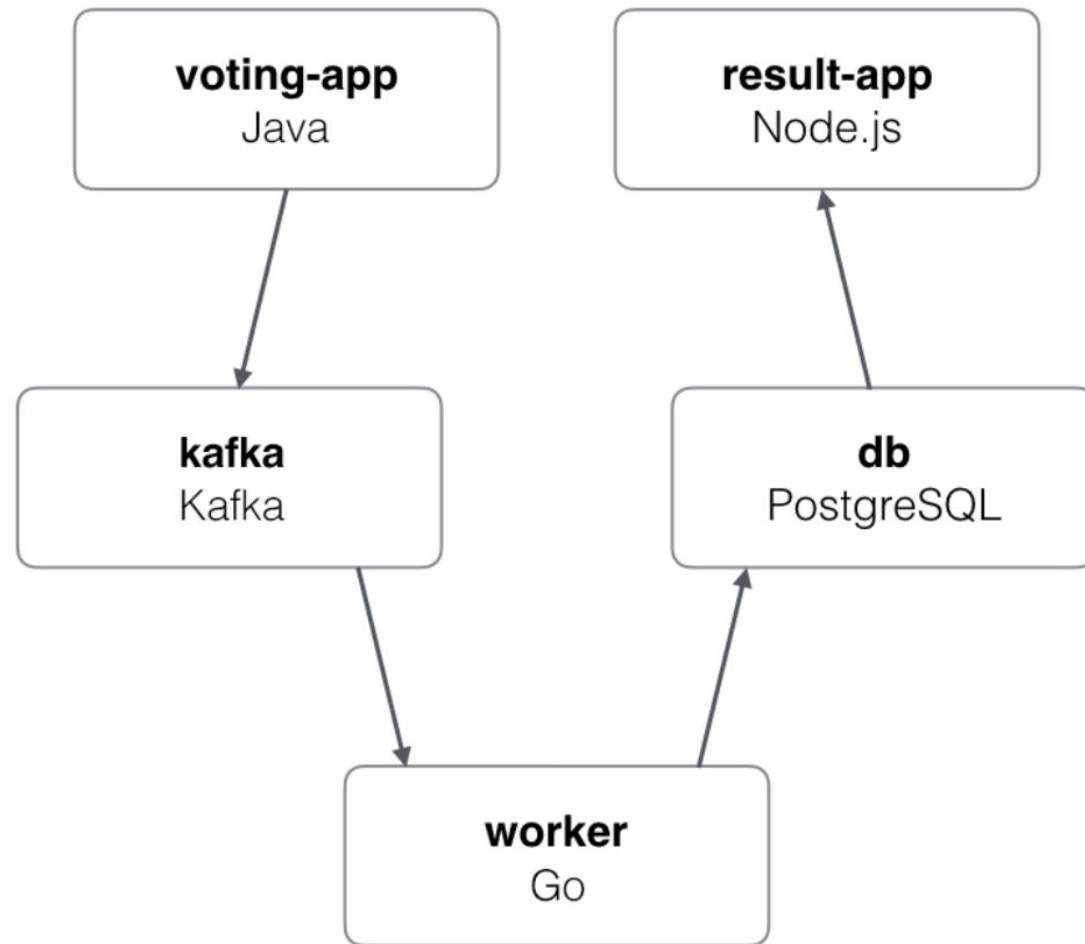 voting-app
Java
result-app
Node.js
kafka
Kafka
db
PostgreSQL
worker
Go